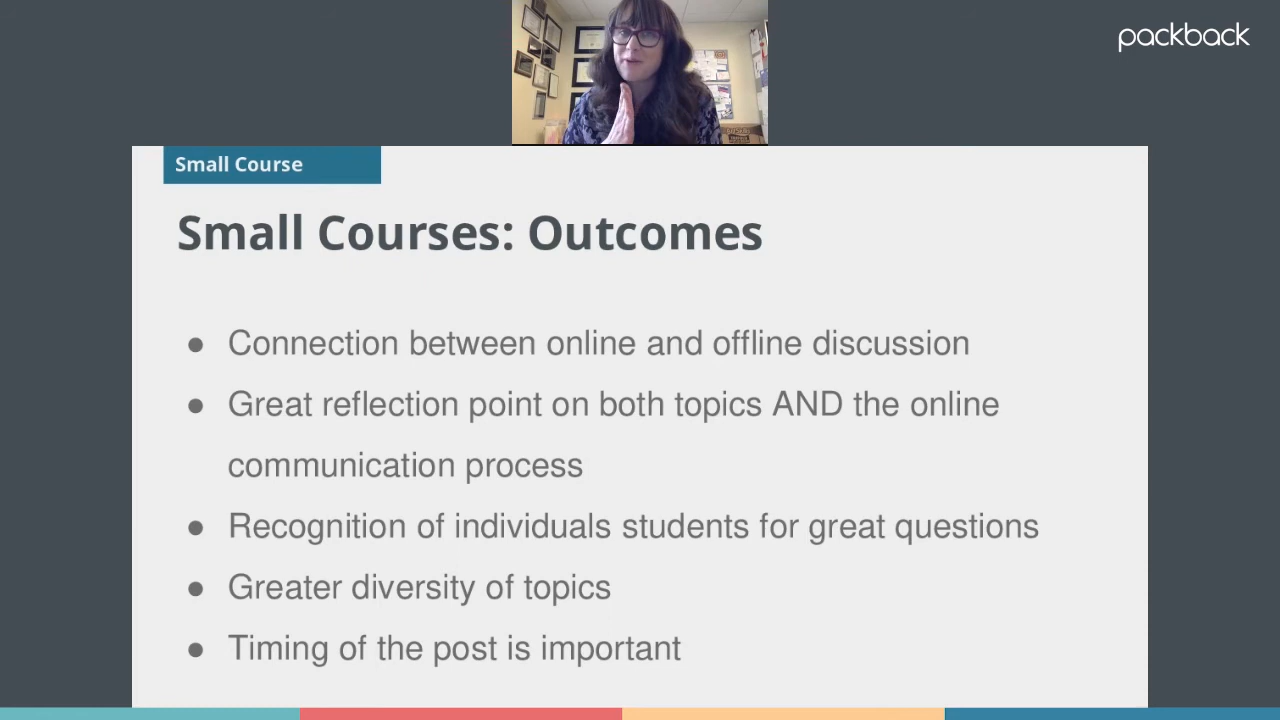 packback
Small Course
Small Courses: Outcomes
● Connection between online and offline discussion
● Great reflection point on both topics AND the online
communication process
● Recognition of individuals students for great questions
● Greater diversity of topics
● Timing of the post is important